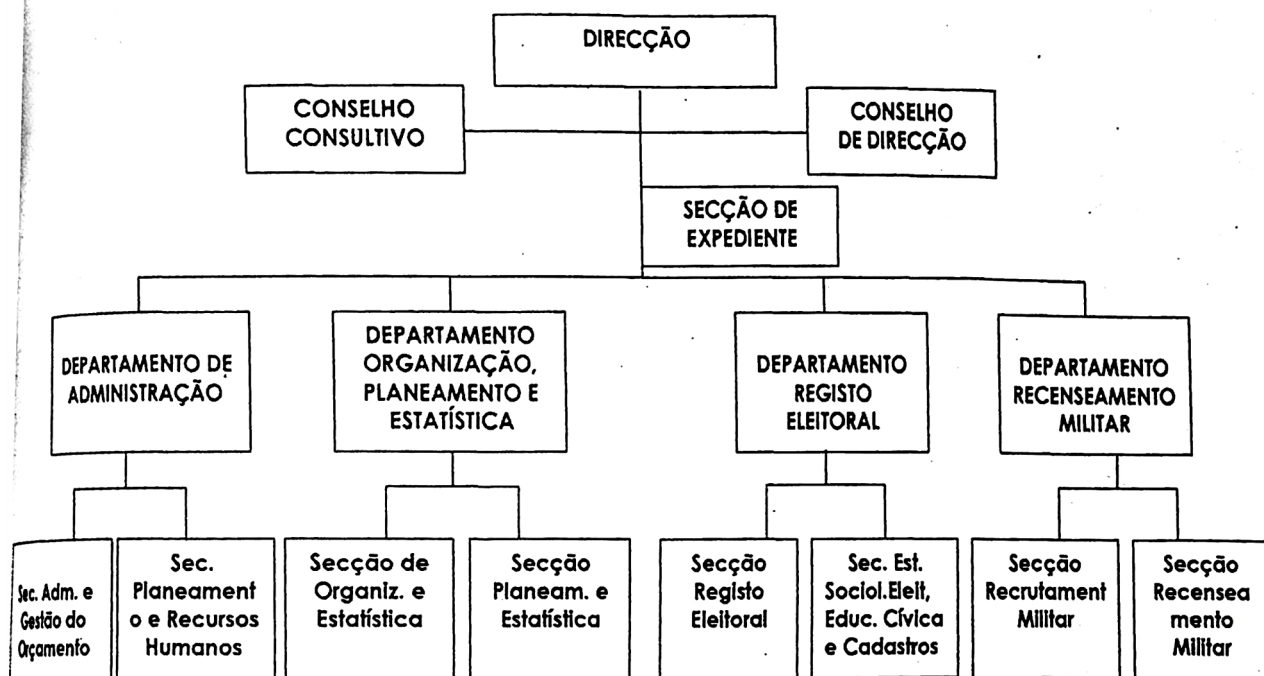 DIRECÇÃO
CONSELHO
CONSULTIVO
CONSELHO
DE DIRECÇÃO
SECÇÃO DE
EXPEDIENTE
DEPARTAMENTO DE
ADMINISTRAÇÃO
DEPARTAMENTO
ORGANIZAÇÃO,
PLANEAMENTO E
ESTATÍSTICA
DEPARTAMENTO
REGISTO
ELEITORAL
DEPARTAMENTO
RECENSEAMENTO
MILITAR
Sec. Adm. e
Gestão do
Orçamento
Sec.
Planeament
o e Recursos
Humanos
Secção de
Organiz. e
Estatística
Secção
Planeam. e
Estatística
Secção
Registo
Eleitoral
Sec. Est.
Sociol.Eleit,
Educ. Cívica
e Cadastros
Secção
Recrutament
Militar
Secção
Recensea
mento
Militar